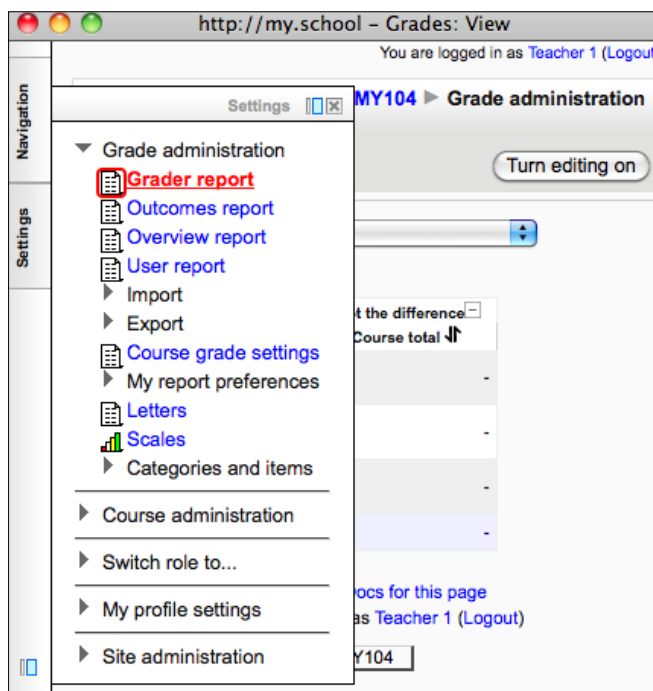 http://my.school – Grades: View
You are logged in as Teacher 1 (Logout
MY104 ► Grade administration
Turn editing on
Navigation
Settings
Settings
Grade administration
Grader report
Outcomes report
Overview report
User report
Import
Export
Course grade settings
My report preferences
Letters
Scales
Categories and items
Course administration
Switch role to...
My profile settings
Site administration
the difference
Course total
-
-
-
-
for this page
as Teacher 1 (Logout)
Y104